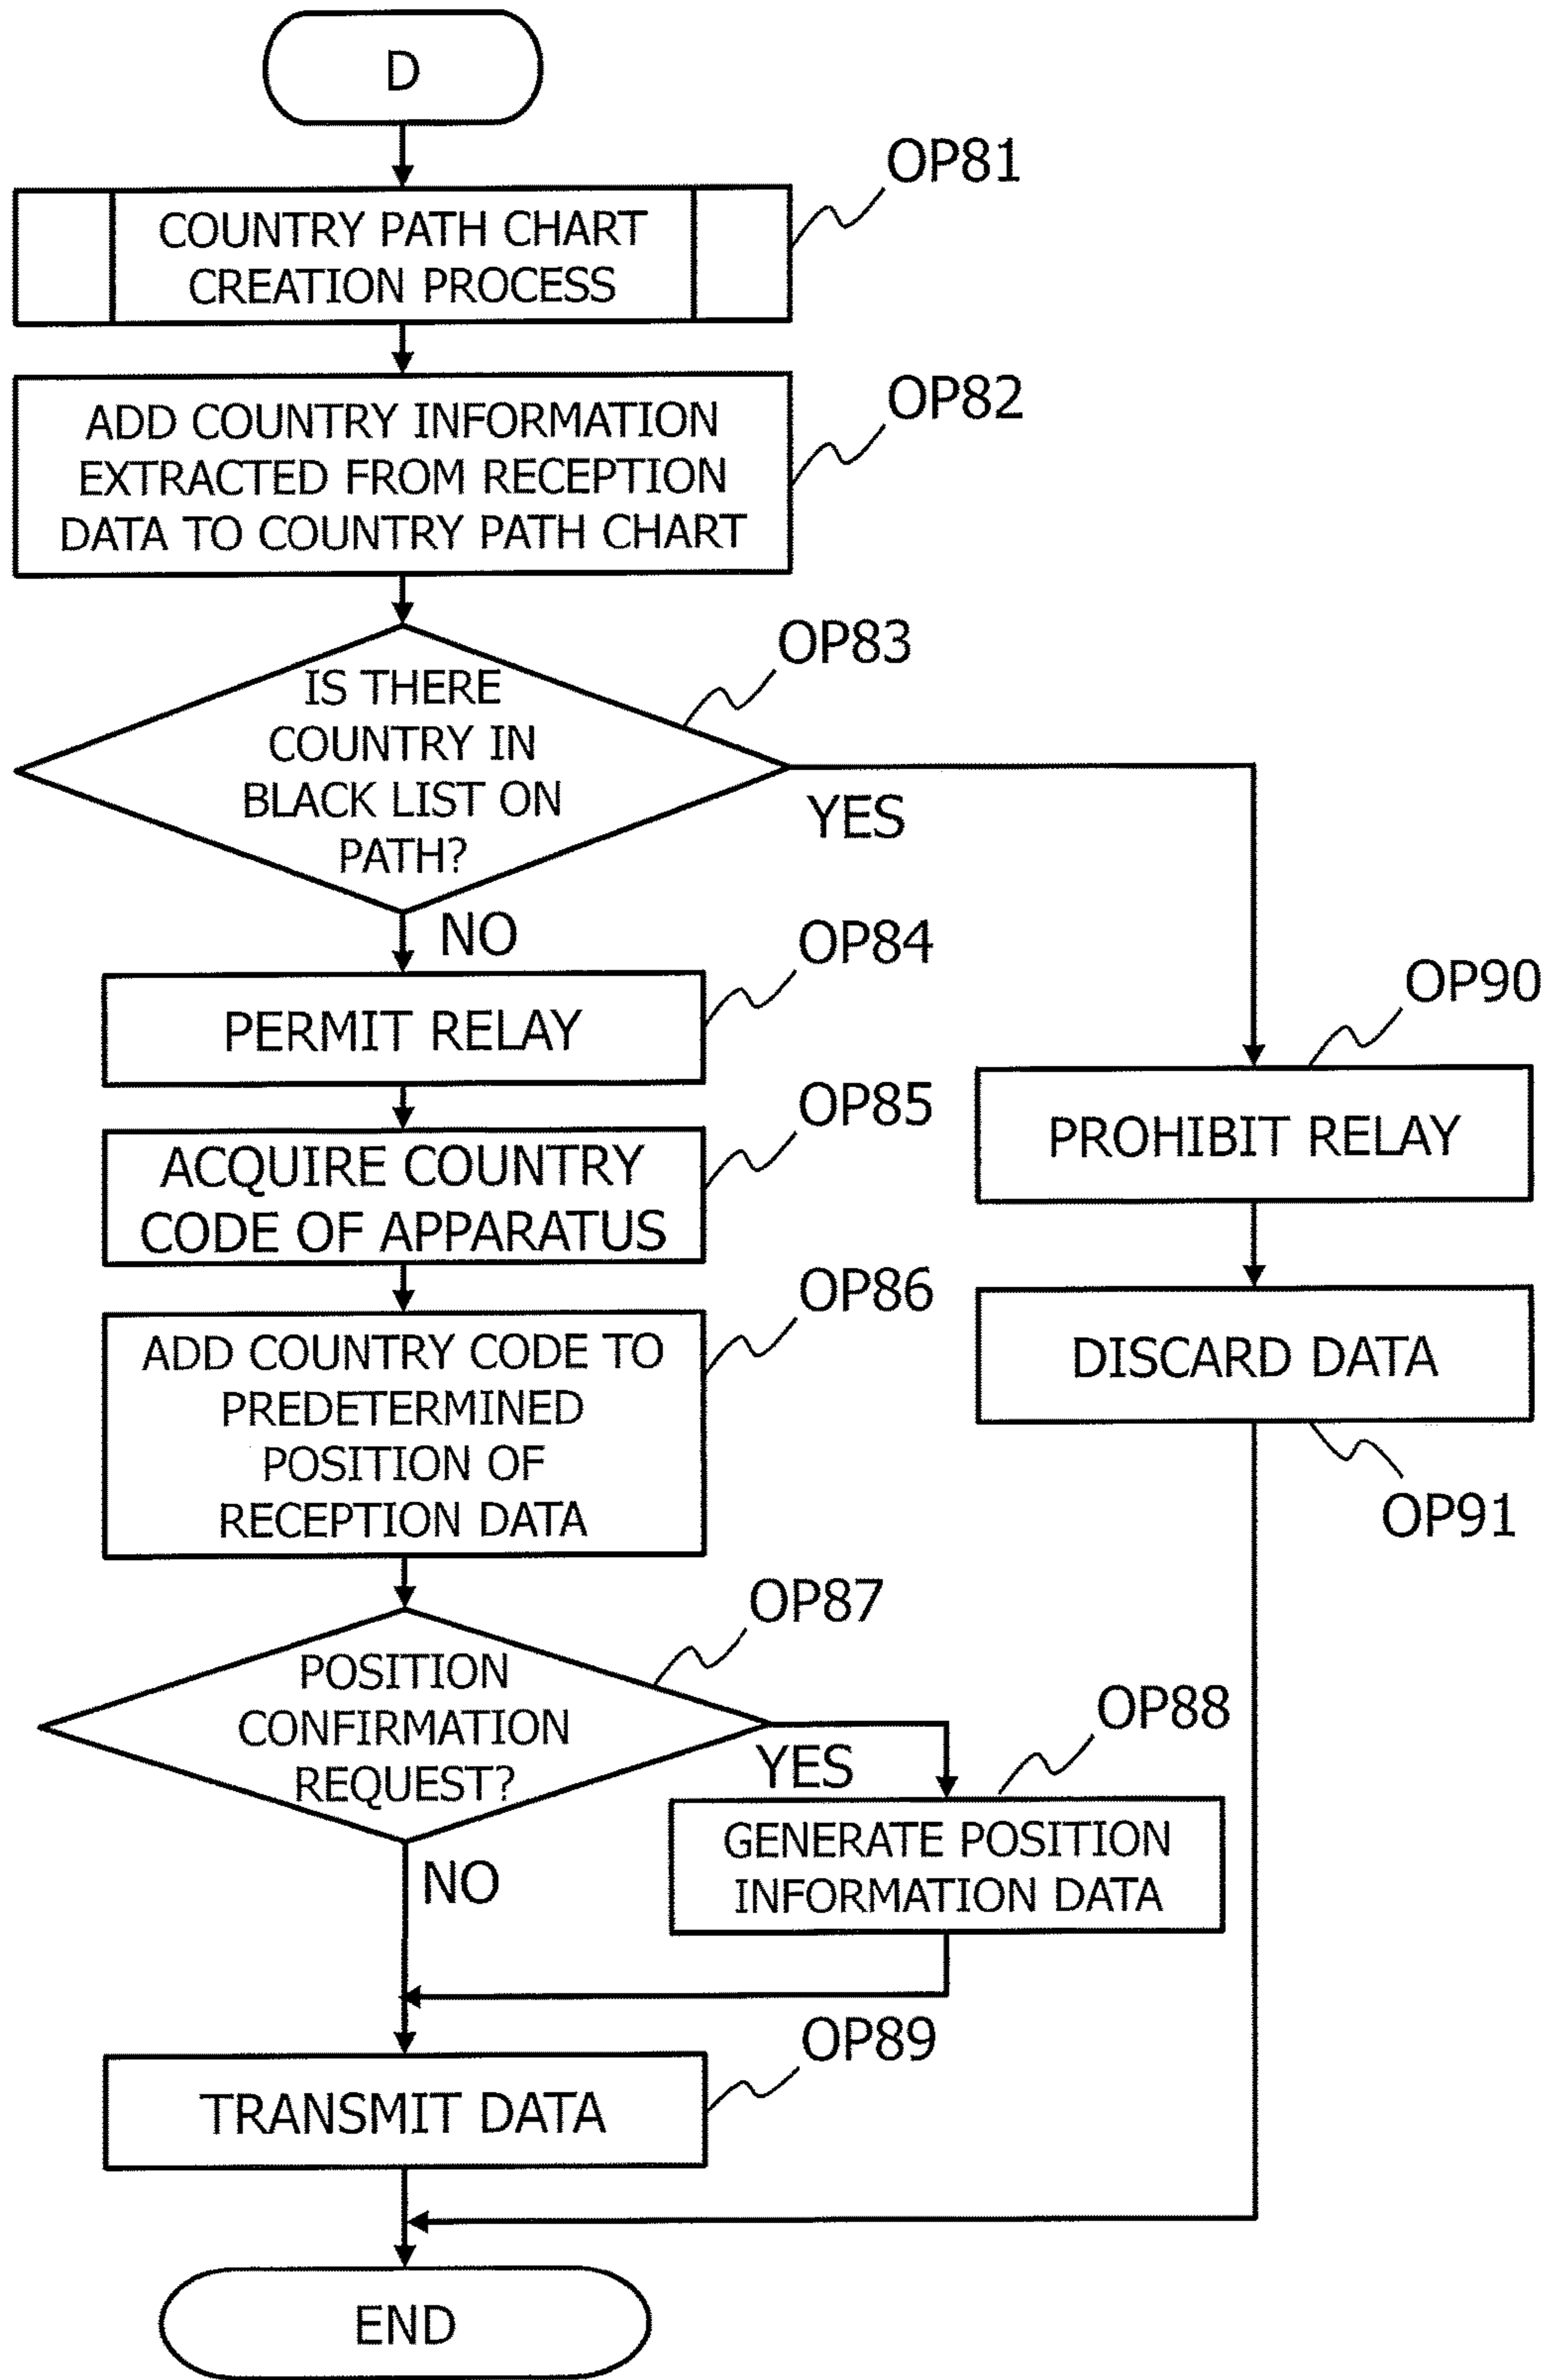 D
OP81
COUNTRY PATH CHART
CREATION PROCESS
OP82
ADD COUNTRY INFORMATION
EXTRACTED FROM RECEPTION
DATA TO COUNTRY PATH CHART
OP83
IS THERE
COUNTRY IN
BLACK LIST ON
PATH?
YES
NO
OP84
PERMIT RELAY
OP90
PROHIBIT RELAY
OP85
ACQUIRE COUNTRY
CODE OF APPARATUS
OP86
ADD COUNTRY CODE TO
PREDETERMINED
POSITION OF
RECEPTION DATA
DISCARD DATA
OP91
OP87
POSITION
CONFIRMATION
REQUEST?
YES
NO
OP88
GENERATE POSITION
INFORMATION DATA
OP89
TRANSMIT DATA
END